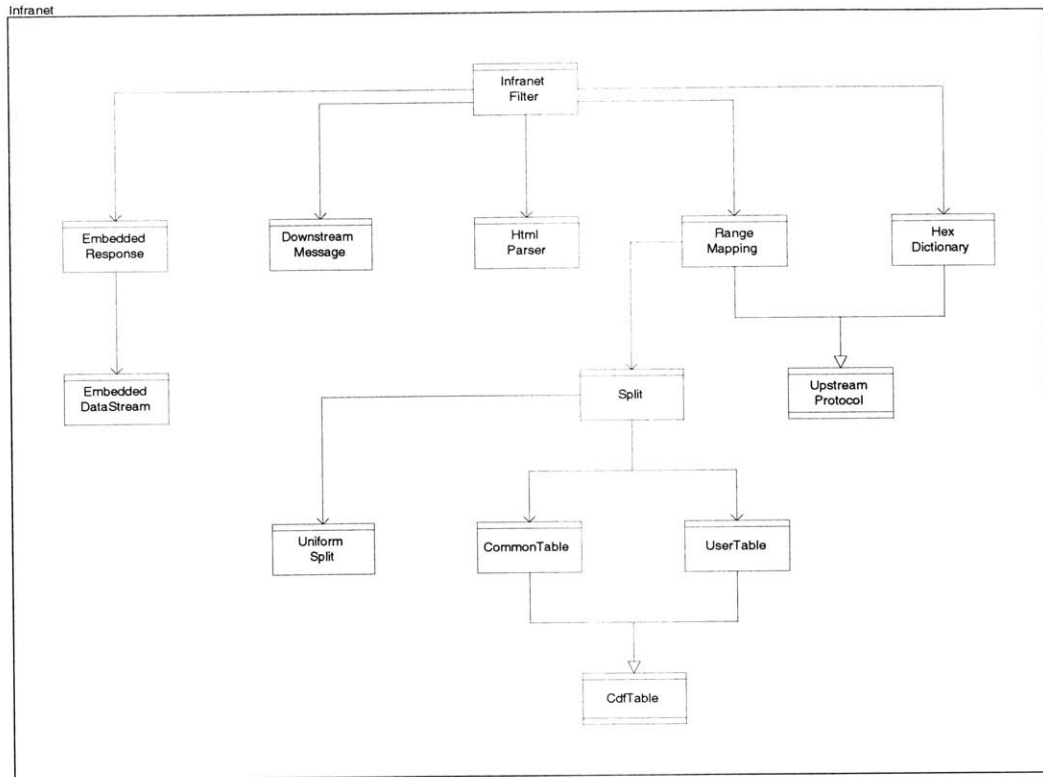 Infranet
Infranet
Filter
Embedded
Response
Downstream
Message
Html
Parser
Range
Mapping
Hex
Dictionary
Embedded
DataStream
Split
Upstream
Protocol
Uniform
Split
CommonTable
UserTable
CdfTable